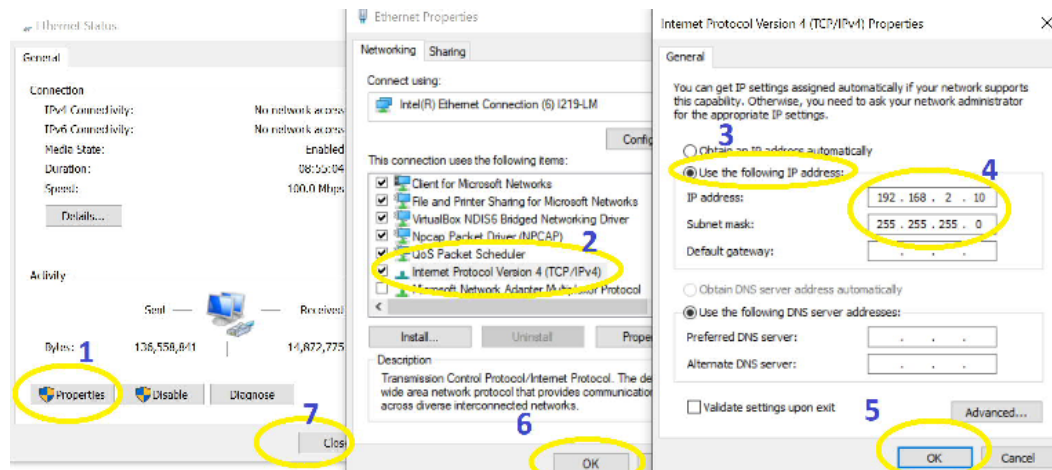 Ethernet Status
General
Connection
IPv4 Connectivity: No network access
IPv6 Connectivity: No network access
Media State: Enabled
Duration: 08:55:04
Speed: 100.0 Mbps
Details...
Activity
Sent — — Received
Bytes: 136,558,841 14,872,775
1
Properties Disable Diagnose
7
Clos
Ethernet Properties
Networking Sharing
Connect using:
Intel(R) Ethernet Connection (6) I219-LM
Config
This connection uses the following items:
Client for Microsoft Networks
File and Printer Sharing for Microsoft Networks
VirtualBox NDIS6 Bridged Networking Driver
Npcap Packet Driver (NPCAP)
2
QoS Packet Scheduler
Internet Protocol Version 4 (TCP/IPv4)
Microsoft Network Adapter Multiplexor Protocol
Install... Uninstall Prope
Description
Transmission Control Protocol/Internet Protocol. The de
wide area network protocol that provides communication
across diverse interconnected networks.
6
OK
Internet Protocol Version 4 (TCP/IPv4) Properties
General
You can get IP settings assigned automatically if your network supports
this capability. Otherwise, you need to ask your network administrator
for the appropriate IP settings.
3
Obtain an IP address automatically
4
Use the following IP address:
IP address: 192 . 168 . 2 . 10
Subnet mask: 255 . 255 . 255 . 0
Default gateway: . . .
Obtain DNS server address automatically
Use the following DNS server addresses:
Preferred DNS server: . . .
Alternate DNS server: . . .
Validate settings upon exit
5
Advanced...
OK Cancel